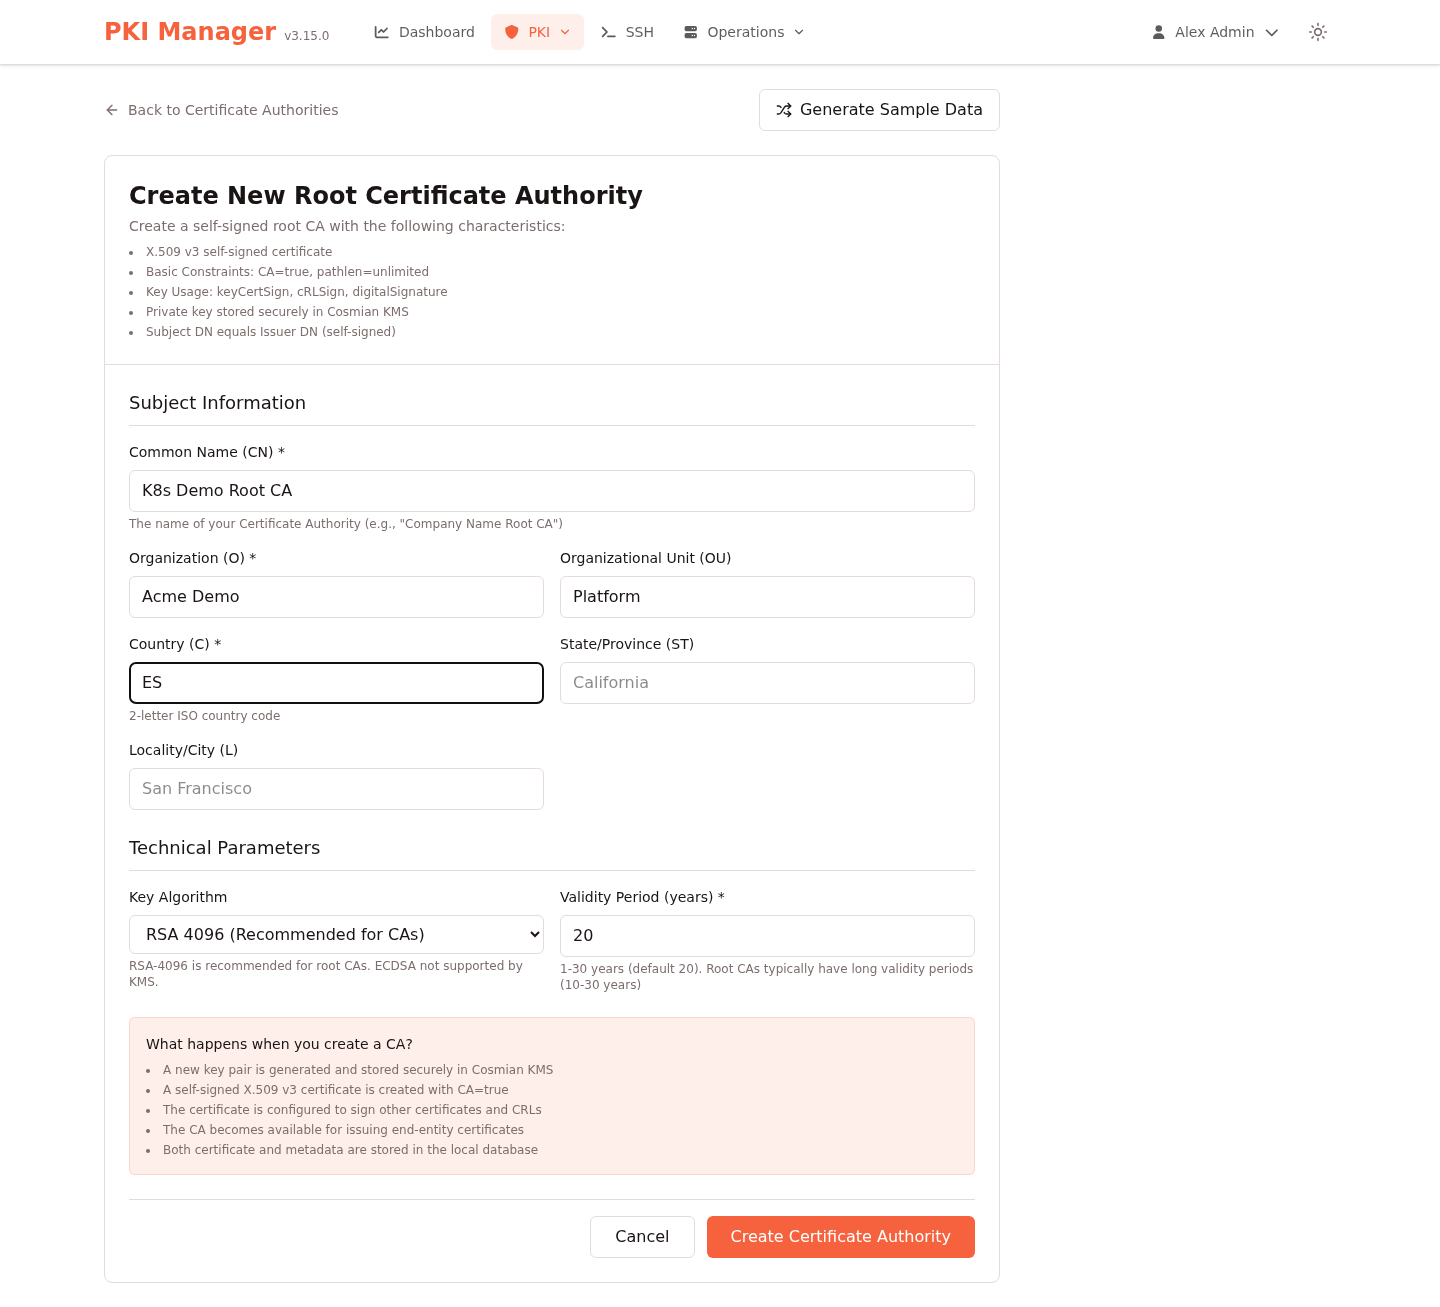 PKI Manager v3.15.0 Dashboard PKI SSH Operations Alex Admin
Back to Certificate Authorities Generate Sample Data
Create New Root Certificate Authority
Create a self-signed root CA with the following characteristics:
• X.509 v3 self-signed certificate
• Basic Constraints: CA=true, pathlen=unlimited
• Key Usage: keyCertSign, cRLSign, digitalSignature
• Private key stored securely in Cosmian KMS
• Subject DN equals Issuer DN (self-signed)
Subject Information
Common Name (CN) *
K8s Demo Root CA
The name of your Certificate Authority (e.g., "Company Name Root CA")
Organization (O) * Organizational Unit (OU)
Acme Demo Platform
Country (C) * State/Province (ST)
ES California
2-letter ISO country code
Locality/City (L)
San Francisco
Technical Parameters
Key Algorithm Validity Period (years) *
RSA 4096 (Recommended for CAs) 20
RSA-4096 is recommended for root CAs. ECDSA not supported by
KMS.
1-30 years (default 20). Root CAs typically have long validity periods
(10-30 years)
What happens when you create a CA?
• A new key pair is generated and stored securely in Cosmian KMS
• A self-signed X.509 v3 certificate is created with CA=true
• The certificate is configured to sign other certificates and CRLs
• The CA becomes available for issuing end-entity certificates
• Both certificate and metadata are stored in the local database
Cancel Create Certificate Authority